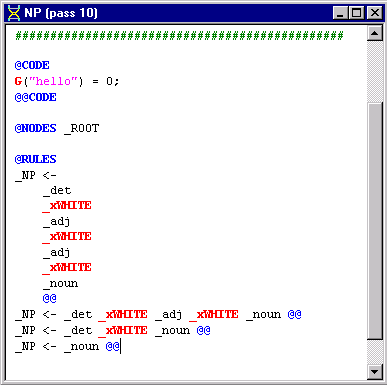 NP (pass 10)
###############################################
@CODE
G("hello") = 0;
@@CODE
@NODES _ROOT
@RULES
_NP <-
_det
_xWHITE
_adj
_xWHITE
_adj
_xWHITE
_noun
@@
_NP <- _det _xWHITE _adj _xWHITE _noun @@
_NP <- _det _xWHITE _noun @@
_NP <- _noun @@